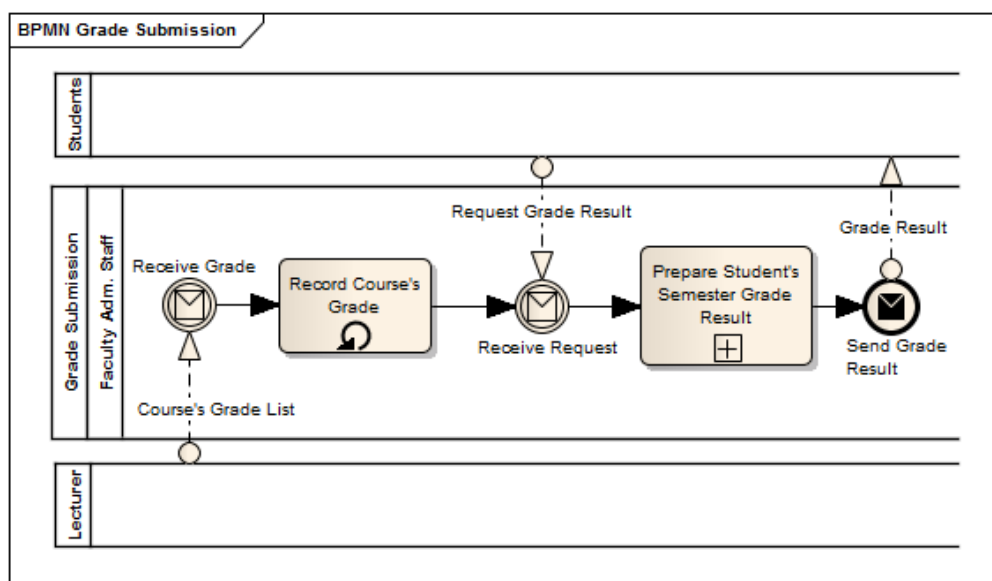 BPMN Grade Submission
Students
Request Grade Result
Grade Result
Grade Submission
Faculty Adm. Staff
Receive Grade
Record Course's
Grade
Receive Request
Prepare Student's
Semester Grade
Result
Send Grade
Result
Course's Grade List
Lecturer